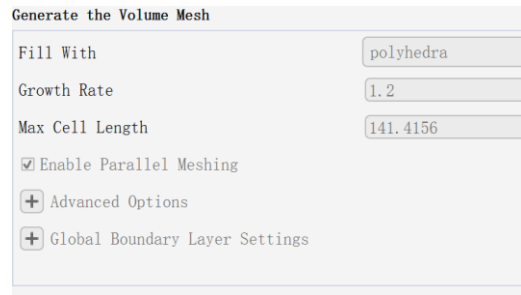 Generate the Volume Mesh
Fill With polyhedra
Growth Rate 1.2
Max Cell Length 141.4156
Enable Parallel Meshing
Advanced Options
Global Boundary Layer Settings